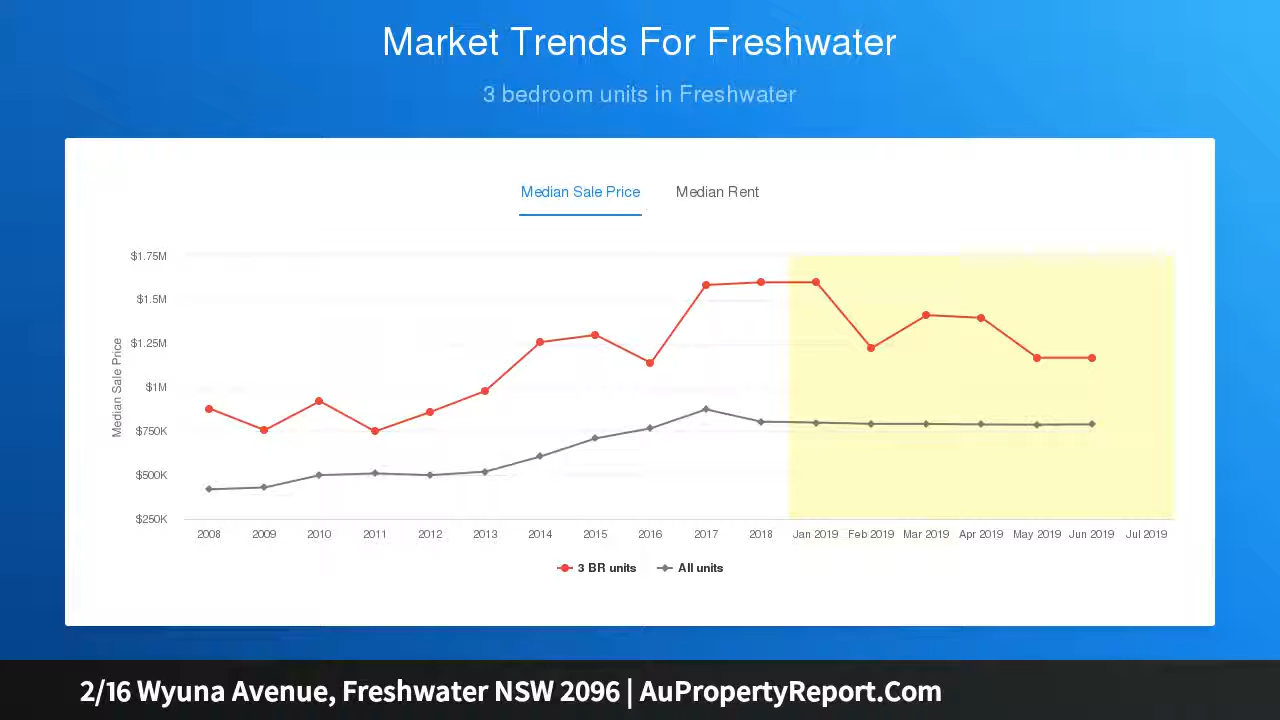 Market Trends For Freshwater
3 bedroom units in Freshwater
Median Sale Price
Median Rent
Median Sale Price
$1.75M
$1.5M
$1.25M
$1M
$750K
$500K
$250K
2008 2009 2010 2011 2012 2013 2014 2015 2016 2017 2018 Jan 2019 Feb 2019 Mar 2019 Apr 2019 May 2019 Jun 2019 Jul 2019
3 BR units All units
2/16 Wyuna Avenue, Freshwater NSW 2096 | AuPropertyReport.Com